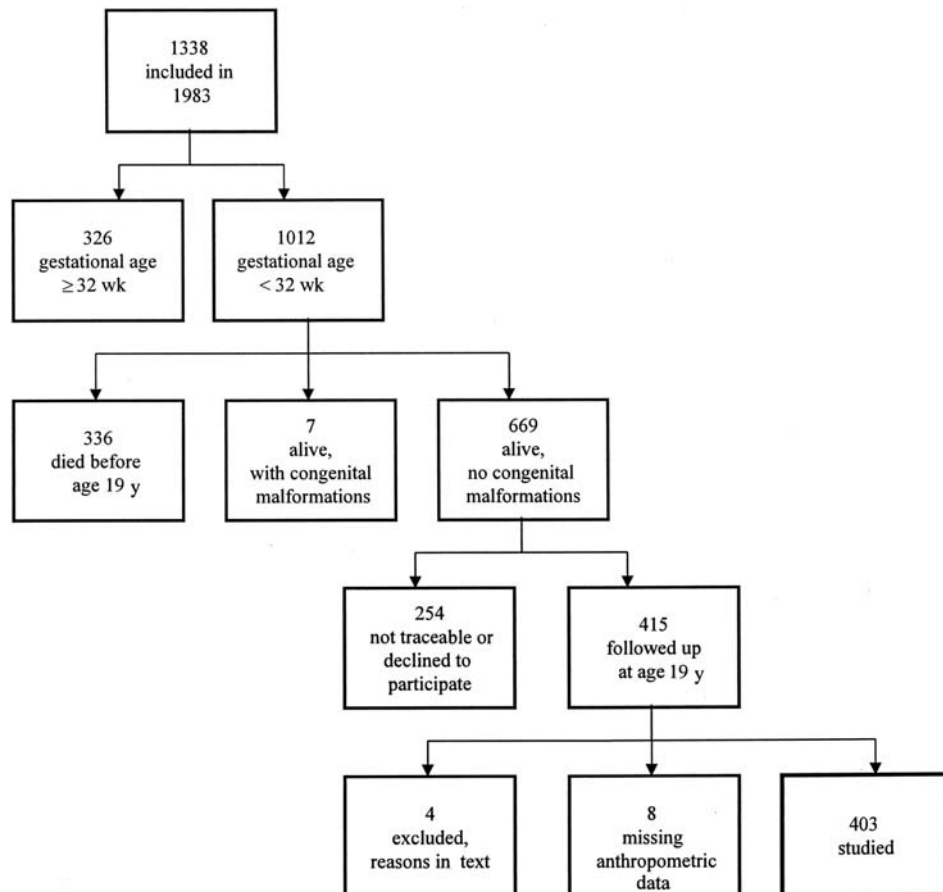 1338
included in
1983
326
gestational age
≥ 32 wk
1012
gestational age
< 32 wk
336
died before
age 19 y
7
alive,
with congenital
malformations
669
alive,
no congenital
malformations
254
not traceable or
declined to
participate
415
followed up
at age 19 y
4
excluded,
reasons in text
8
missing
anthropometric
data
403
studied